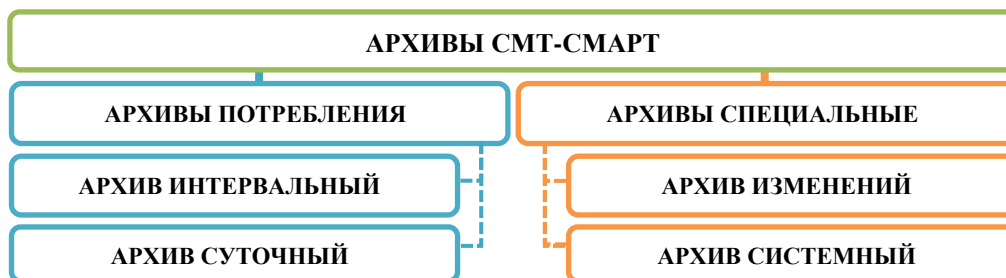 АРХИВЫ СМТ-СМАРТ
АРХИВЫ ПОТРЕБЛЕНИЯ
АРХИВЫ СПЕЦИАЛЬНЫЕ
АРХИВ ИНТЕРВАЛЬНЫЙ
АРХИВ ИЗМЕНЕНИЙ
АРХИВ СУТОЧНЫЙ
АРХИВ СИСТЕМНЫЙ